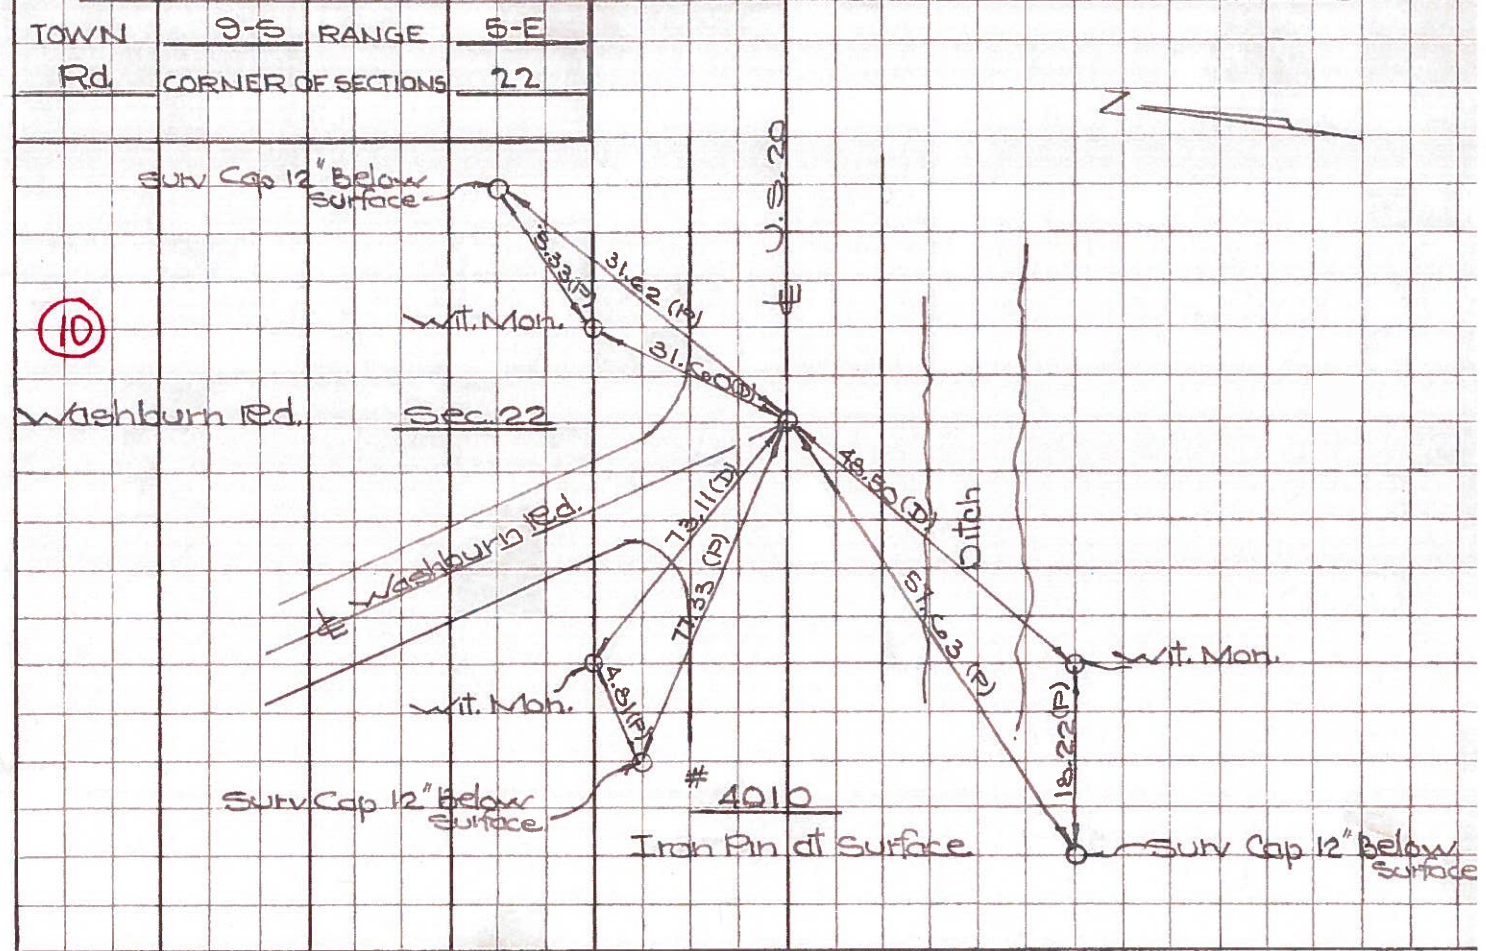 TOWN 9-S RANGE 5-E
Rd. CORNER OF SECTIONS 22
Z
U.S. 20
℄
Surv Cap 12" Below
Surface
8.33(P)
31.62 (P)
Wit. Mon.
31.60(D)
10
Washburn Rd.
Sec. 22
℄ Washburn Rd.
73.11(D)
77.33 (P)
48.50(D)
Ditch
57.63 (P)
Wit. Mon.
Wit. Mon.
4.81(P)
18.22(P)
Surv Cap 12" Below
Surface
# 4010
Iron Pin at Surface
Surv Cap 12" Below
Surface